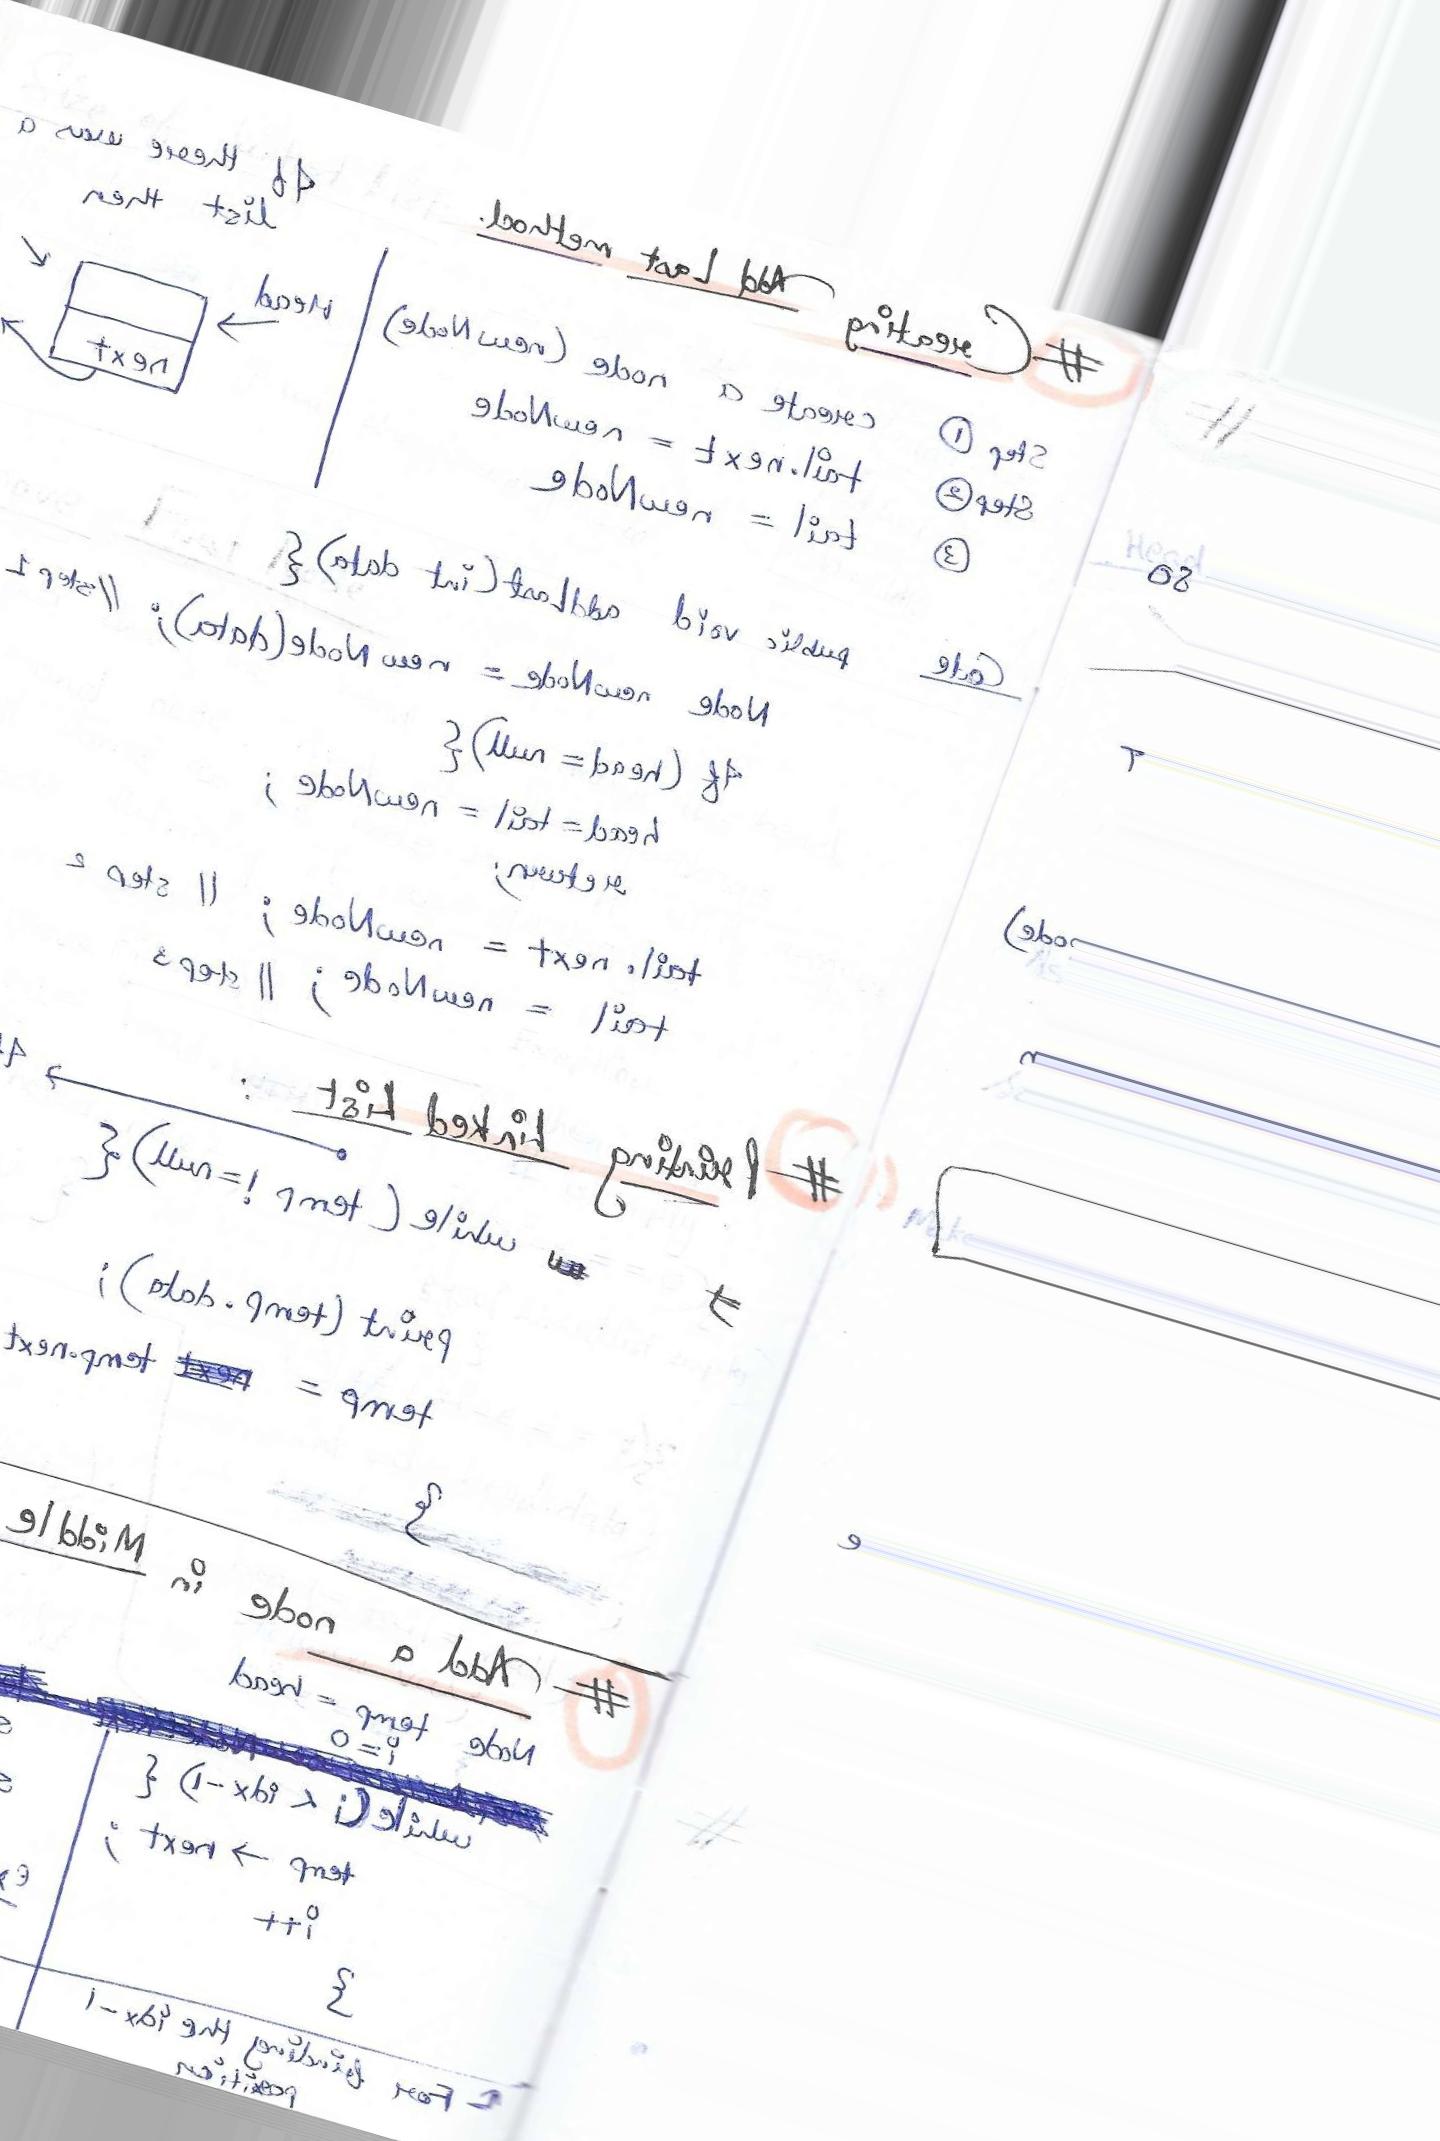 # Creating Add Last method.
Step ① create a node (newNode)
Step ② tail.next = newNode
③ tail = newNode
If there was a
list then
Head
next
Code public void addLast(int data) {
Node newNode = new Node(data); // step 1
If (head = null) {
head = tail = newNode ;
return;
tail.next = newNode ; // step 2
tail = newNode ; // step 3
# Printing Linked List :
while ( temp != null) {
print (temp.data) ;
temp = temp.next
}
# Add a node in Middle
Node temp = head
i = 0
while(i < idx-1) {
temp → next ;
i++
}
For finding the idx-1
position
80
node)